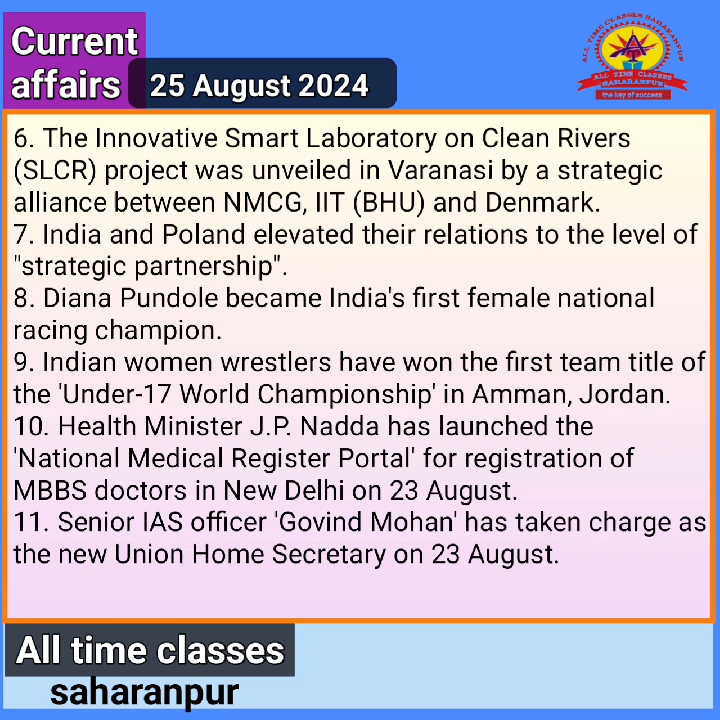 Current
affairs
25 August 2024
ALL TIME CLASSES SAHARANPUR
ALL TIME CLASSES
SAHARANPUR
the key of success
6. The Innovative Smart Laboratory on Clean Rivers
(SLCR) project was unveiled in Varanasi by a strategic
alliance between NMCG, IIT (BHU) and Denmark.
7. India and Poland elevated their relations to the level of
"strategic partnership".
8. Diana Pundole became India's first female national
racing champion.
9. Indian women wrestlers have won the first team title of
the 'Under-17 World Championship' in Amman, Jordan.
10. Health Minister J.P. Nadda has launched the
'National Medical Register Portal' for registration of
MBBS doctors in New Delhi on 23 August.
11. Senior IAS officer 'Govind Mohan' has taken charge as
the new Union Home Secretary on 23 August.
All time classes
saharanpur